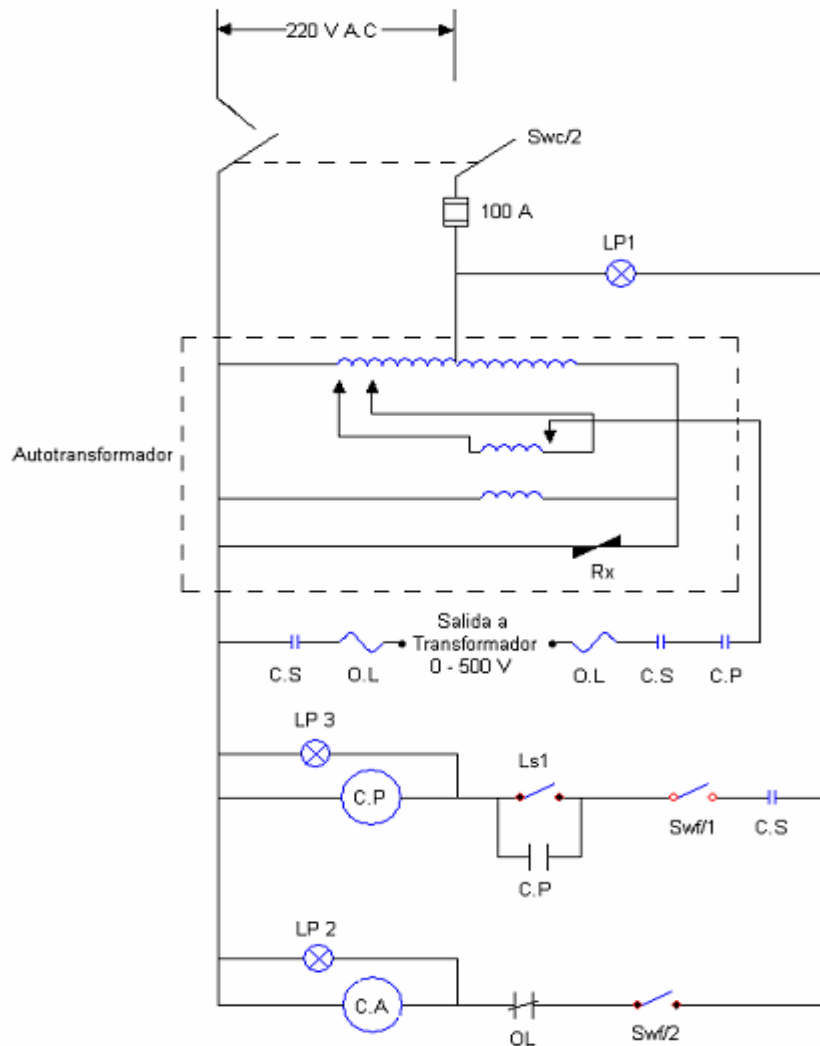 220 V A.C
Swc/2
100 A
LP1
Autotransformador
Rx
Salida a
Transformador
0 - 500 V
C.S
O.L
O.L
C.S
C.P
LP 3
C.P
Ls1
Swf/1
C.S
C.P
LP 2
C.A
OL
Swf/2